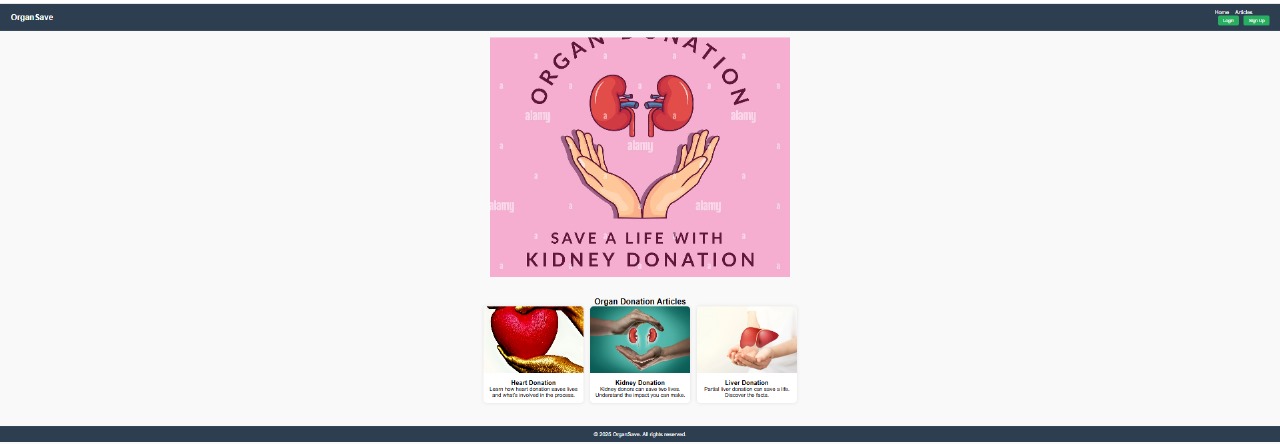 OrganSave
Home Articles
Login Sign Up
ORGAN DONATION
a a a a
a a a a a
alamy a alamy
a alamy a
a a a a
alamy a a alamy a
SAVE A LIFE WITH
KIDNEY DONATION
Organ Donation Articles
Heart Donation
Learn how heart donation saves lives
and what's involved in the process.
Kidney Donation
Kidney donors can save two lives.
Understand the impact you can make.
Liver Donation
Partial liver donation can save a life.
Discover the facts.
© 2025 OrganSave. All rights reserved.